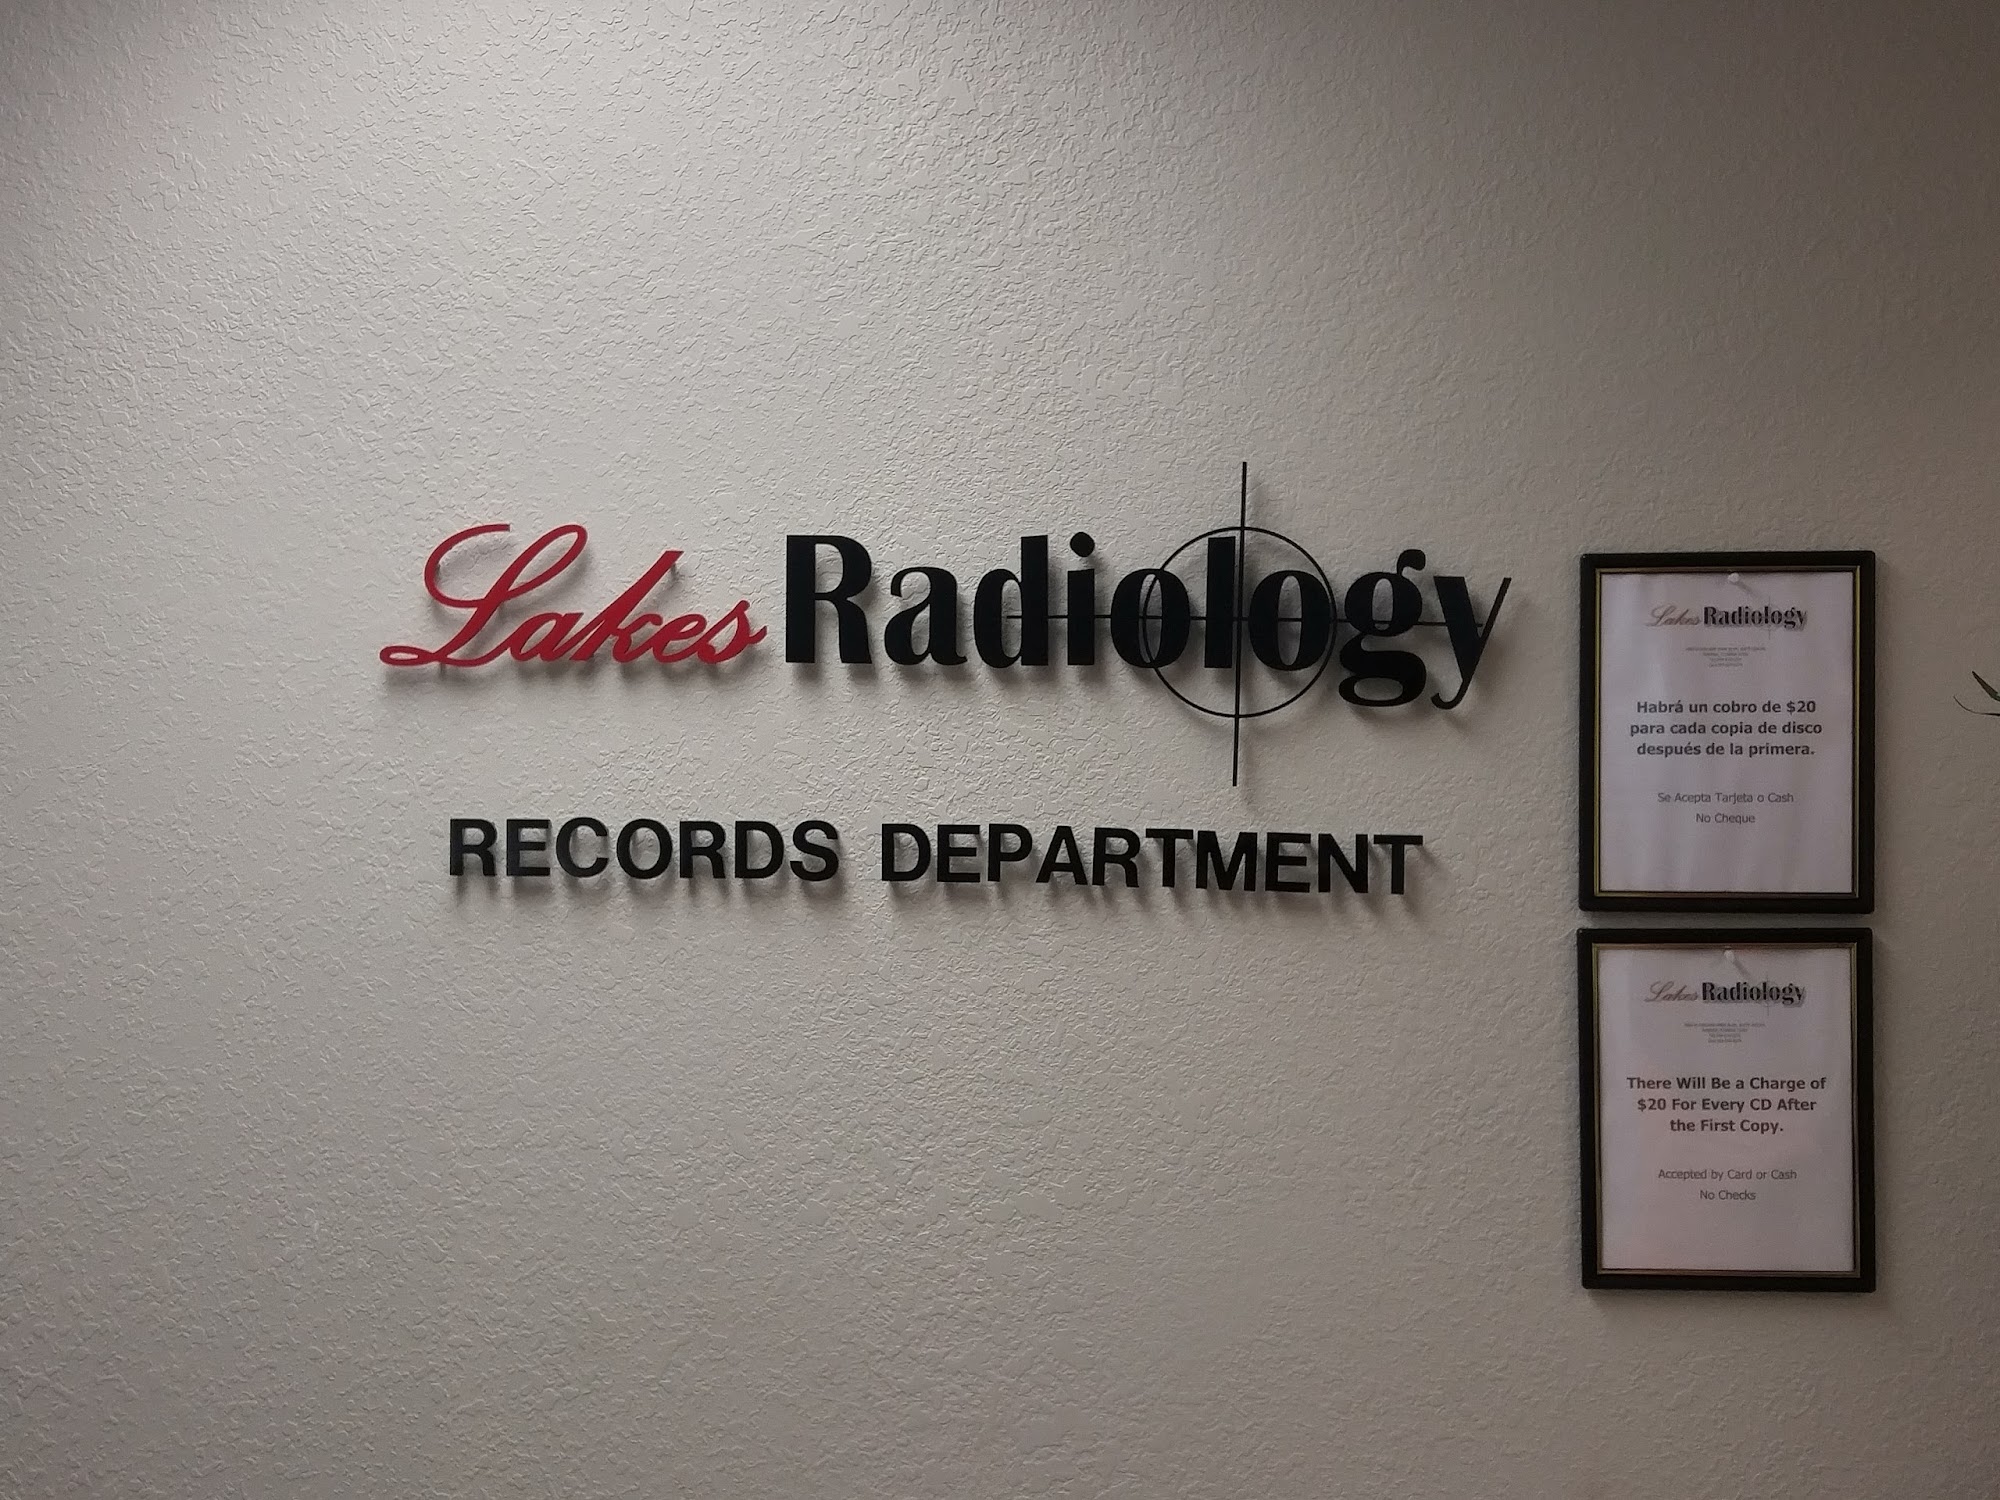 Lakes Radiology
RECORDS DEPARTMENT
Lakes Radiology
Habrá un cobro de $20
para cada copia de disco
después de la primera.
Se Acepta Tarjeta o Cash
No Cheque
Lakes Radiology
There Will Be a Charge of
$20 For Every CD After
the First Copy.
Accepted by Card or Cash
No Checks